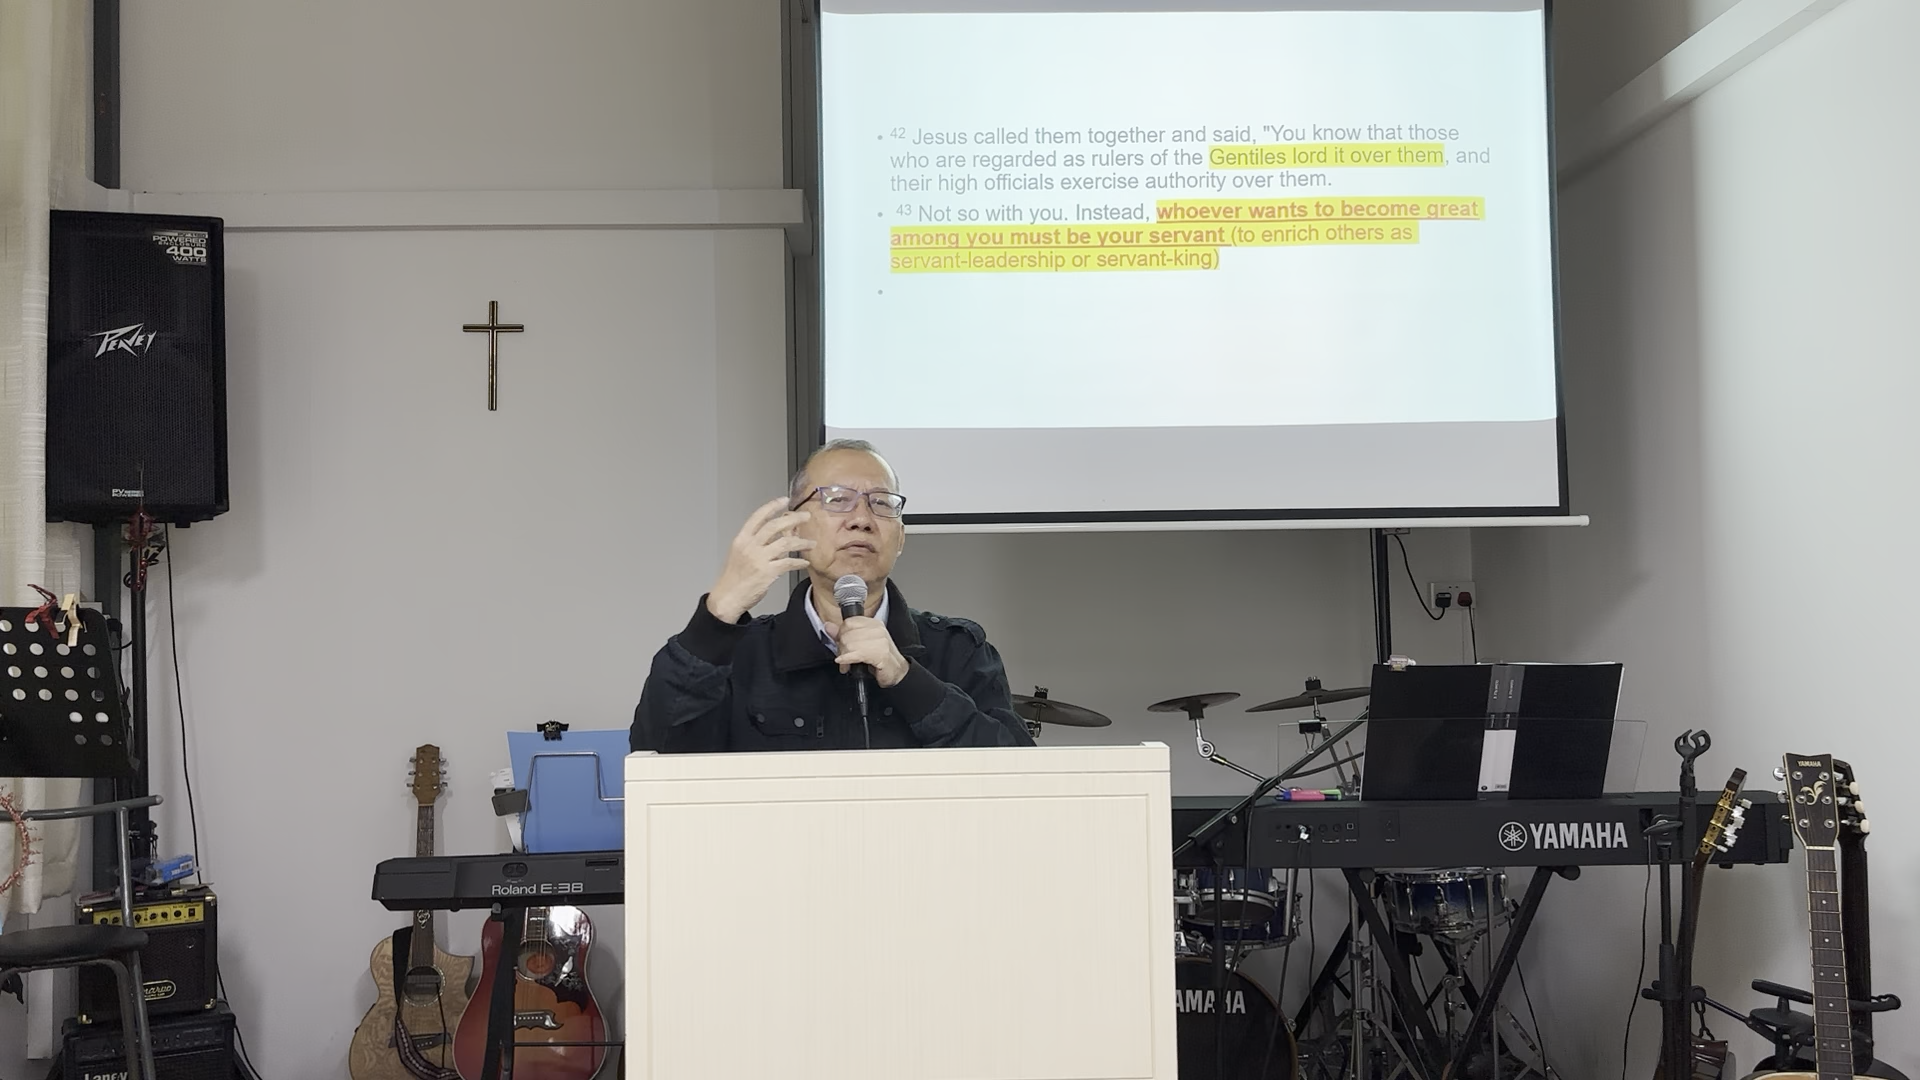 • 42 Jesus called them together and said, "You know that those
who are regarded as rulers of the Gentiles lord it over them, and
their high officials exercise authority over them.
• 43 Not so with you. Instead, whoever wants to become great
among you must be your servant (to enrich others as
servant-leadership or servant-king)
•
POWERED
ENCLOSURE
400
WATTS
PEAVEY
YAMAHA
YAMAHA
Roland E-38
AMAHA
Laney